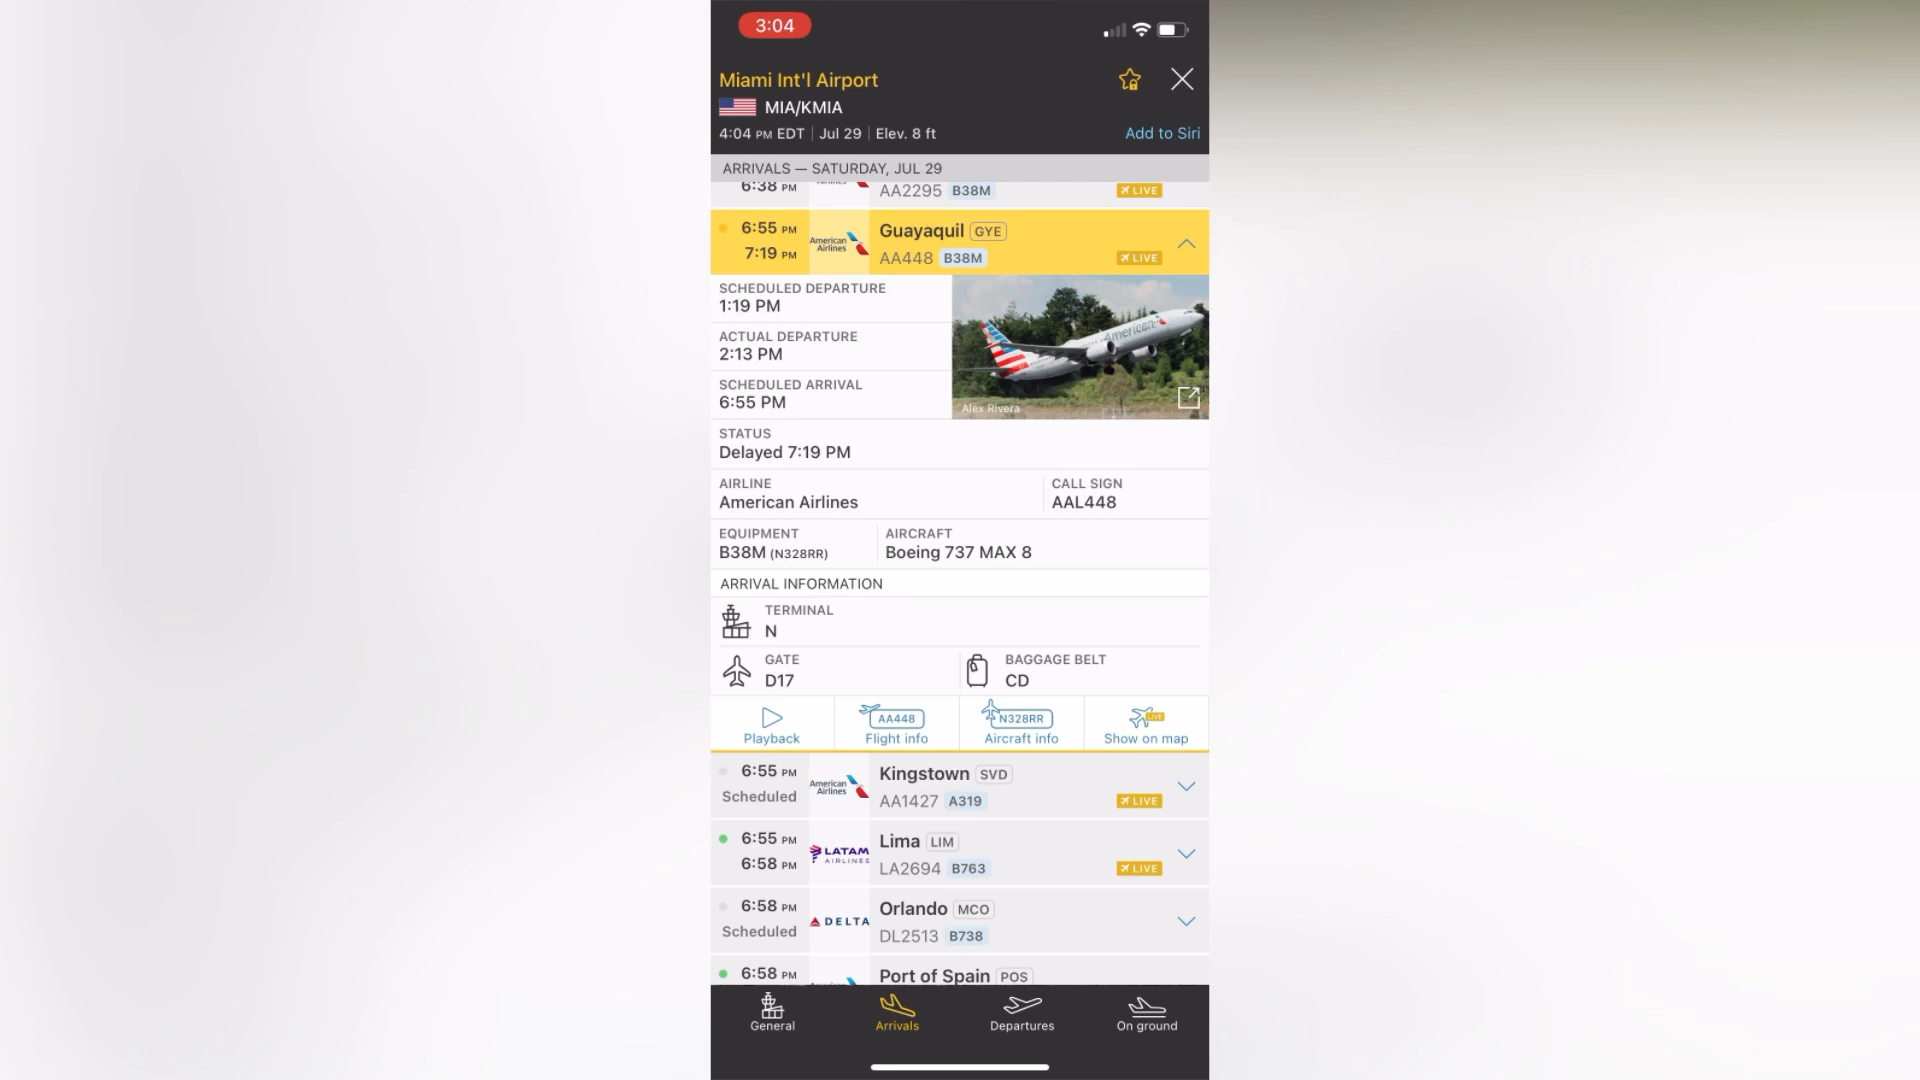 3:04
Miami Int'l Airport
MIA/KMIA
4:04 PM EDT | Jul 29 | Elev. 8 ft
Add to Siri
ARRIVALS — SATURDAY, JUL 29
6:38 PM
AA2295 B38M
LIVE
6:55 PM
7:19 PM
American Airlines
Guayaquil GYE
AA448 B38M
LIVE
SCHEDULED DEPARTURE
1:19 PM
ACTUAL DEPARTURE
2:13 PM
SCHEDULED ARRIVAL
6:55 PM
American
Alex Rivera
STATUS
Delayed 7:19 PM
AIRLINE
American Airlines
CALL SIGN
AAL448
EQUIPMENT
B38M (N328RR)
AIRCRAFT
Boeing 737 MAX 8
ARRIVAL INFORMATION
TERMINAL
N
GATE
D17
BAGGAGE BELT
CD
Playback
AA448
Flight info
N328RR
Aircraft info
LIVE
Show on map
6:55 PM
Scheduled
American Airlines
Kingstown SVD
AA1427 A319
LIVE
6:55 PM
6:58 PM
LATAM AIRLINES
Lima LIM
LA2694 B763
LIVE
6:58 PM
Scheduled
DELTA
Orlando MCO
DL2513 B738
6:58 PM
Port of Spain POS
General
Arrivals
Departures
On ground